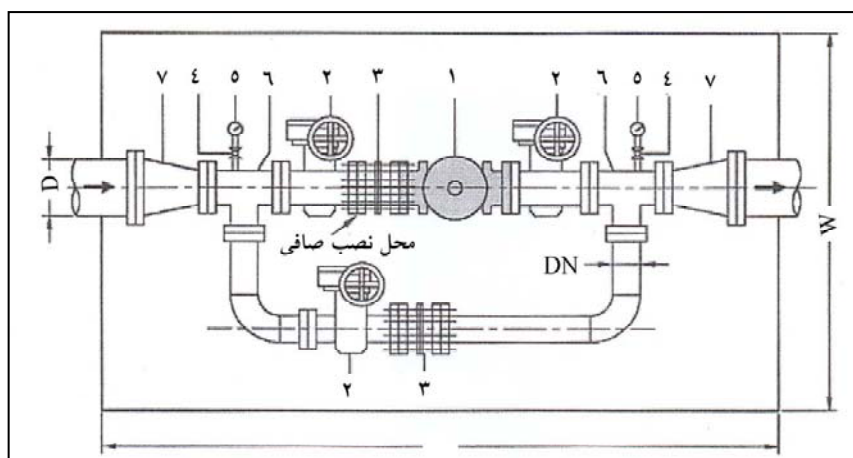 ٧ ٤ ٥ ٦ ٢ ٣ ١ ٢ ٦ ٥ ٤ ٧
D
W
محل نصب صافی
DN
٢ ٣